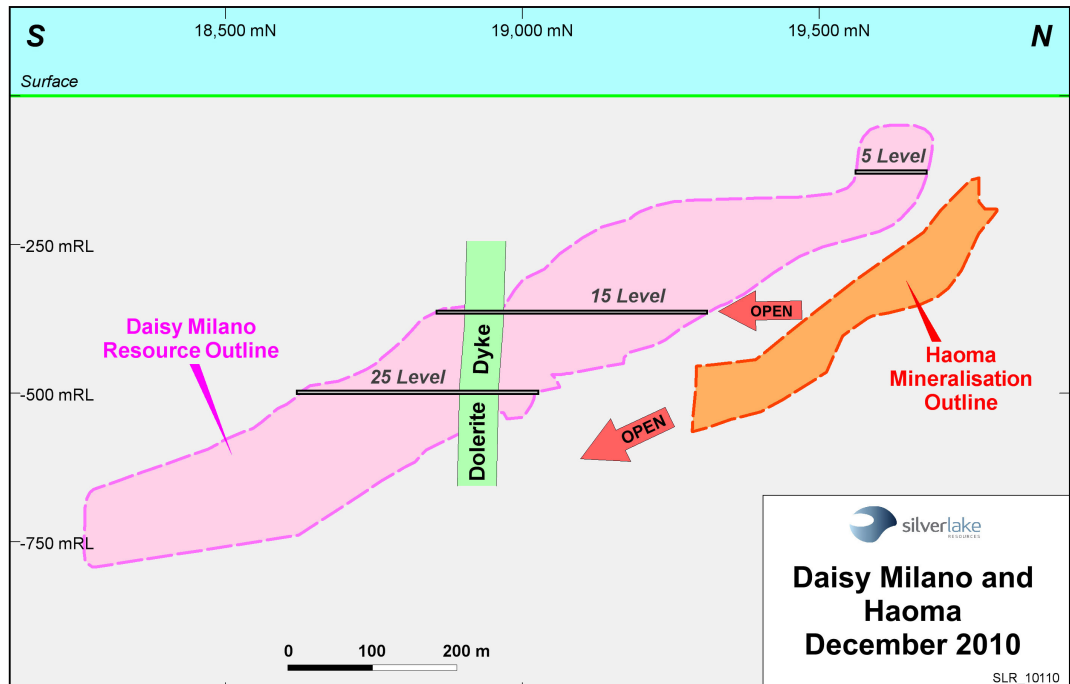 18,500 mN
19,000 mN
19,500 mN
S
N
Surface
5 Level
-250 mRL
15 Level
OPEN
Daisy Milano
Resource Outline
Dolerite Dyke
Haoma
Mineralisation
Outline
25 Level
-500 mRL
OPEN
-750 mRL
silverlake
RESOURCES
Daisy Milano and
Haoma
December 2010
0
100
200 m
SLR_10110